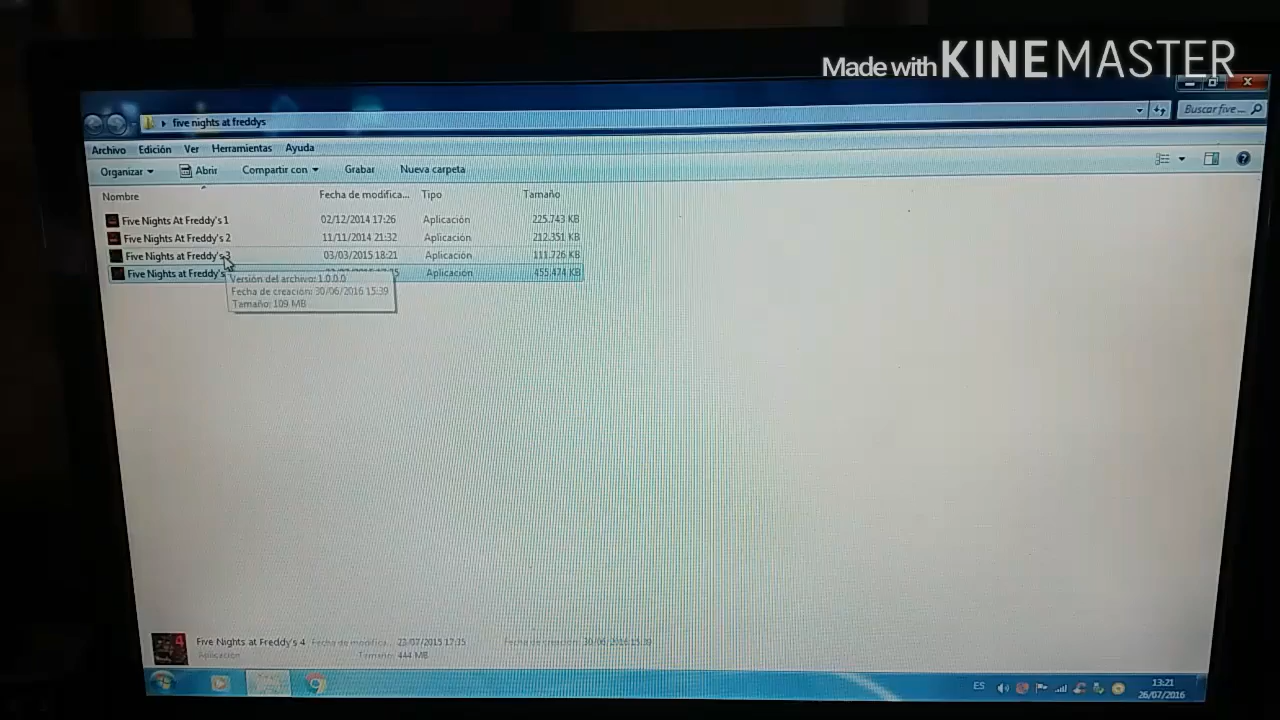 Made with KINEMASTER
five nights at freddys
Buscar five ...
Archivo Edición Ver Herramientas Ayuda
Organizar Abrir Compartir con Grabar Nueva carpeta
Nombre Fecha de modifica... Tipo Tamaño
Five Nights At Freddy's 1 02/12/2014 17:26 Aplicación 225.743 KB
Five Nights At Freddy's 2 11/11/2014 21:32 Aplicación 212.351 KB
Five Nights at Freddy's 3 03/03/2015 18:21 Aplicación 111.726 KB
Five Nights at Freddy's Aplicación 455.474 KB
Versión del archivo: 1.0.0.0
Fecha de creación: 30/06/2016 15:39
Tamaño: 109 MB
Five Nights at Freddy's 4 Fecha de modifica... 23/07/2015 17:35 Fecha de creación: 30/06/2016 15:39
Aplicación Tamaño: 444 MB
ES 13:21
26/07/2016